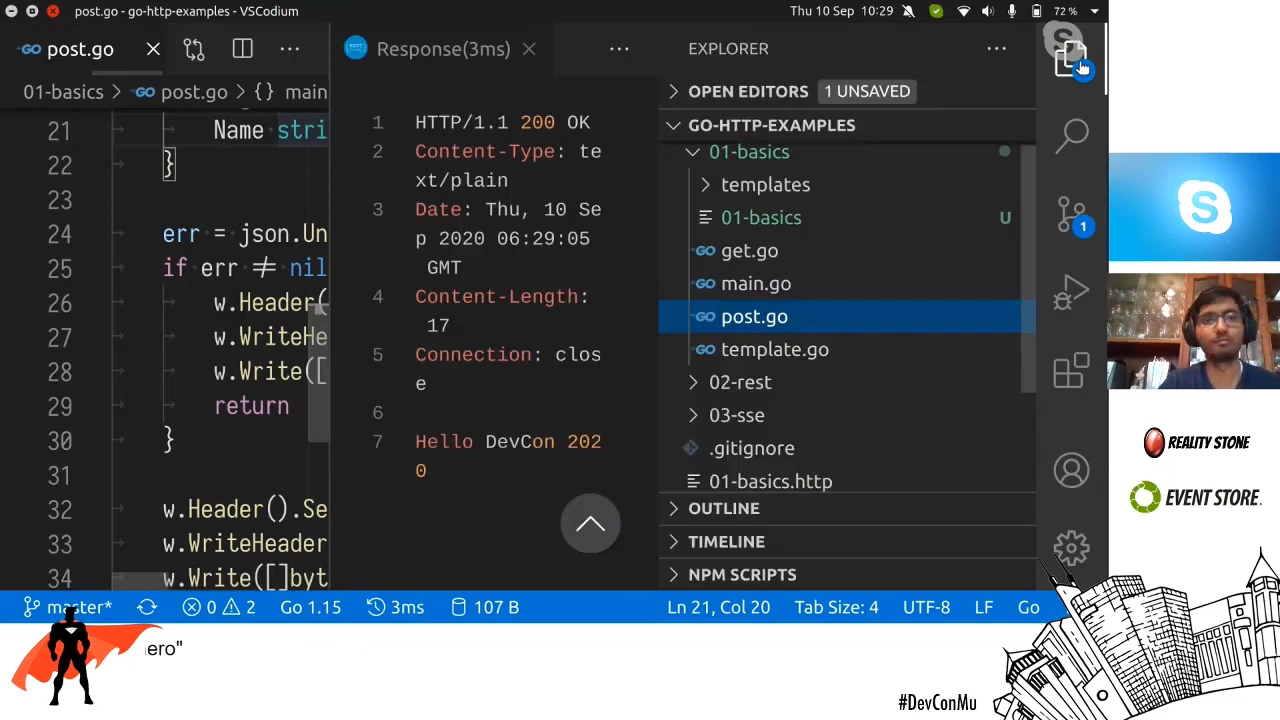 post.go - go-http-examples - VSCodium
Thu 10 Sep 10:29
72 %
post.go
Response(3ms)
EXPLORER
01-basics > post.go > {} main
OPEN EDITORS 1 UNSAVED
GO-HTTP-EXAMPLES
01-basics
templates
01-basics U
get.go
main.go
post.go
template.go
02-rest
03-sse
.gitignore
01-basics.http
OUTLINE
TIMELINE
NPM SCRIPTS
21 Name stri
22 }
23
24 err = json.Un
25 if err ≠ nil
26 w.Header(
27 w.WriteHe
28 w.Write([
29 return
30 }
31
32 w.Header().Se
33 w.WriteHeader
34 w.Write([]byt
1 HTTP/1.1 200 OK
2 Content-Type: te
xt/plain
3 Date: Thu, 10 Se
p 2020 06:29:05
GMT
4 Content-Length:
17
5 Connection: clos
e
6
7 Hello DevCon 202
0
1
master* 0 2 Go 1.15 3ms 107 B Ln 21, Col 20 Tab Size: 4 UTF-8 LF Go
S
REALITY STONE
EVENT STORE.
ero"
#DevConMu